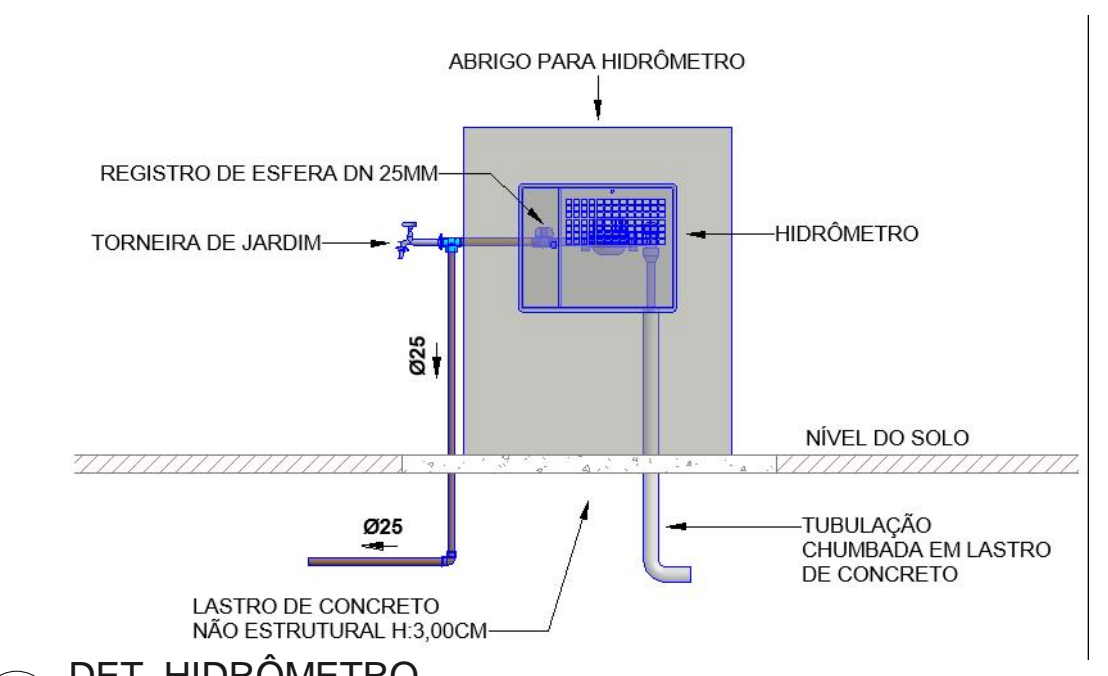 ABRIGO PARA HIDRÔMETRO
REGISTRO DE ESFERA DN 25MM
TORNEIRA DE JARDIM
HIDRÔMETRO
Ø25
NÍVEL DO SOLO
Ø25
TUBULAÇÃO
CHUMBADA EM LASTRO
DE CONCRETO
LASTRO DE CONCRETO
NÃO ESTRUTURAL H:3,00CM
DET. HIDRÔMETRO